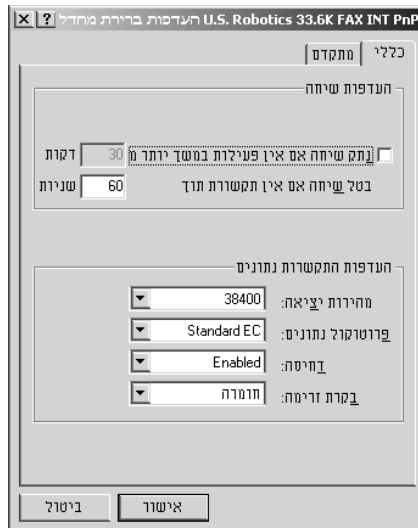 העדפות ברירת מחדל U.S. Robotics 33.6K FAX INT PnP
כללי מתקדם
העדפות שיחה
נתק שיחה אם אין פעילות במשך יותר מ 30 דקות
בטל שיחה אם אין תקשורת תוך 60 שניות
העדפות התקשרות נתונים
מהירות יציאה: 38400
פרוטוקול נתונים: Standard EC
דחיסה: Enabled
בקרת זרימה: חומרה
אישור ביטול